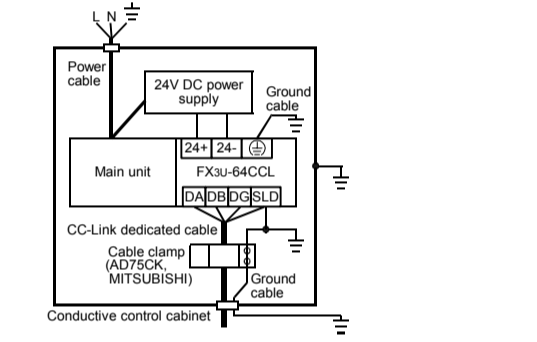 L N
Power
cable
24V DC power
supply
Ground
cable
24+ 24-
Main unit
FX3U-64CCL
DA DB DG SLD
CC-Link dedicated cable
Cable clamp
(AD75CK,
MITSUBISHI)
Ground
cable
Conductive control cabinet